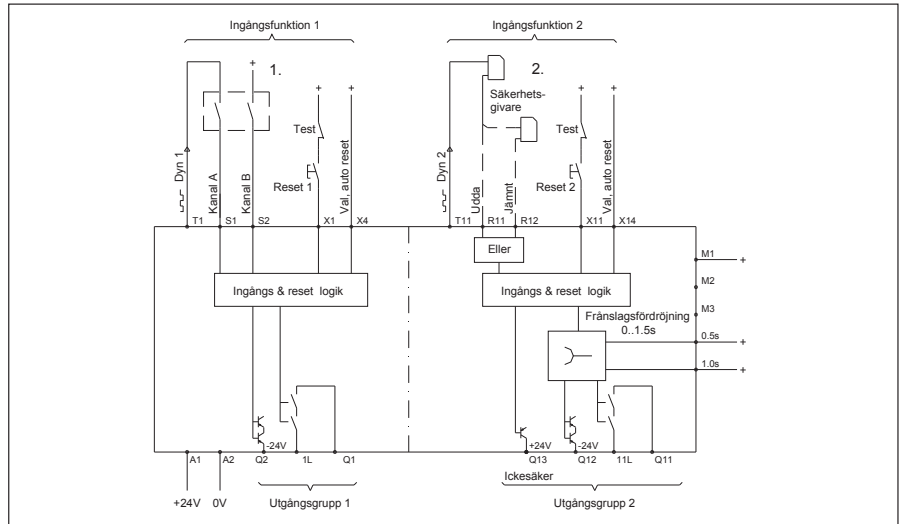 Ingångsfunktion 1
Ingångsfunktion 2
+
1.
2.
Säkerhets-
givare
+
+
+
+
Test
Test
Dyn 1
Kanal A
Kanal B
Reset 1
Val, auto reset
Dyn 2
Udda
Jämnt
Reset 2
Val, auto reset
T1
S1
S2
X1
X4
T11
R11
R12
X11
X14
Eller
M1
+
M2
M3
Ingångs & reset logik
Ingångs & reset logik
Frånslagsfördröjning
0..1.5s
0.5s
+
1.0s
+
-24V
+24V
-24V
A1
A2
Q2
1L
Q1
Q13
Q12
11L
Q11
Ickesäker
+24V
0V
Utgångsgrupp 1
Utgångsgrupp 2